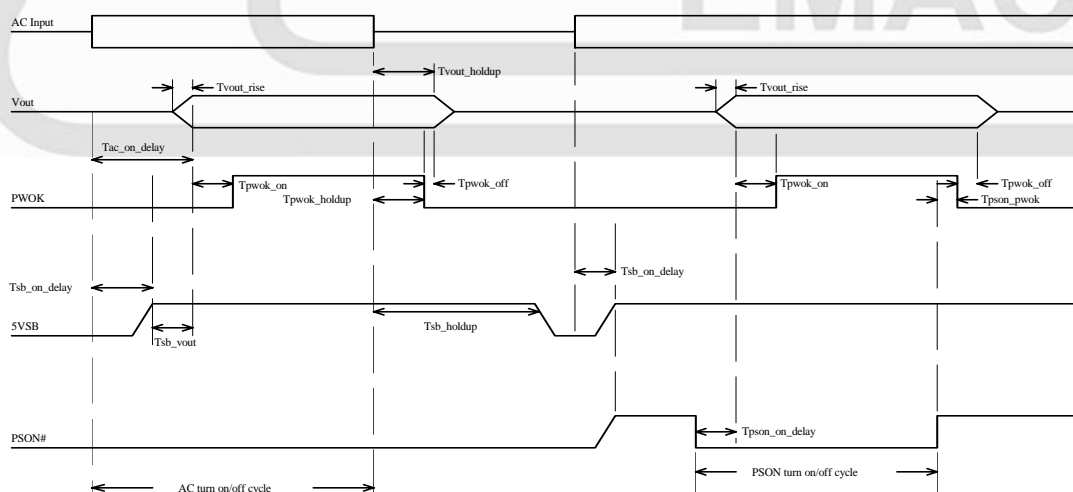 EMAC
AC Input
Tvout_holdup
Tvout_rise
Tvout_rise
Vout
Tac_on_delay
Tpwok_on
Tpwok_off
Tpwok_on
Tpwok_off
PWOK
Tpwok_holdup
Tpson_pwok
Tsb_on_delay
Tsb_on_delay
5VSB
Tsb_vout
Tsb_holdup
PSON#
Tpson_on_delay
AC turn on/off cycle
PSON turn on/off cycle